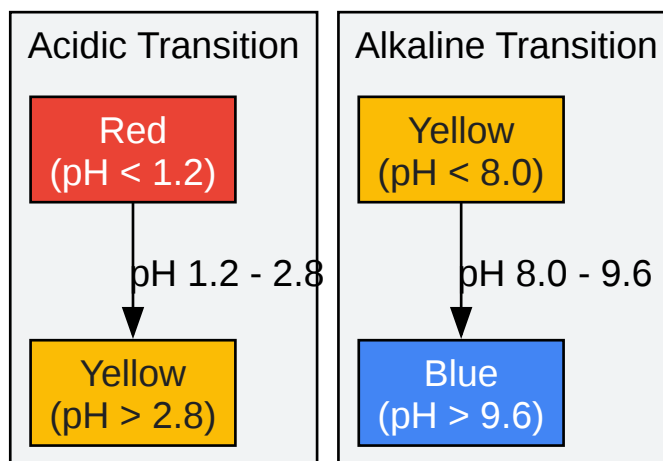 Acidic Transition
Red
(pH < 1.2)
pH 1.2 - 2.8
Yellow
(pH > 2.8)
Alkaline Transition
Yellow
(pH < 8.0)
pH 8.0 - 9.6
Blue
(pH > 9.6)